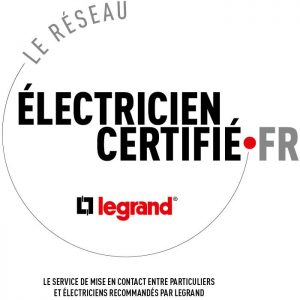 LE RÉSEAU
ÉLECTRICIEN
CERTIFIÉ•FR
legrand®
LE SERVICE DE MISE EN CONTACT ENTRE PARTICULIERS
ET ÉLECTRICIENS RECOMMANDÉS PAR LEGRAND